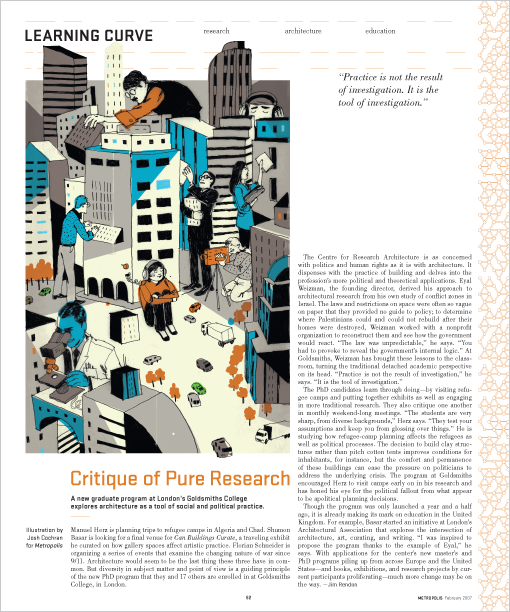 LEARNING CURVE
research
architecture
education
“Practice is not the result
of investigation. It is the
tool of investigation.”
Critique of Pure Research
A new graduate program at London’s Goldsmiths College
explores architecture as a tool of social and political practice.
Illustration by
Josh Cochran
for Metropolis
Manuel Herz is planning trips to refugee camps in Algeria and Chad. Shumon
Basar is looking for a final venue for Can Buildings Curate, a traveling exhibit
he curated on how gallery spaces affect artistic practice. Florian Schneider is
organizing a series of events that examine the changing nature of war since
9/11. Architecture would seem to be the last thing these three have in com-
mon. But diversity in subject matter and point of view is a guiding principle
of the new PhD program that they and 17 others are enrolled in at Goldsmiths
College, in London.
The Centre for Research Architecture is as concerned
with politics and human rights as it is with architecture. It
dispenses with the practice of building and delves into the
profession’s more political and theoretical applications. Eyal
Weizman, the founding director, derived his approach to
architectural research from his own study of conflict zones in
Israel. The laws and restrictions on space were often so vague
on paper that they provided no guide to policy; to determine
where Palestinians could and could not rebuild after their
homes were destroyed, Weizman worked with a nonprofit
organization to reconstruct them and see how the government
would react. “The law was unpredictable,” he says. “You
had to provoke to reveal the government’s internal logic.” At
Goldsmiths, Weizman has brought these lessons to the class-
room, turning the traditional detached academic perspective
on its head. “Practice is not the result of investigation,” he
says. “It is the tool of investigation.”
The PhD candidates learn through doing—by visiting refu-
gee camps and putting together exhibits as well as engaging
in more traditional research. They also critique one another
in monthly weekend-long meetings. “The students are very
sharp, from diverse backgrounds,” Herz says. “They test your
assumptions and keep you from glossing over things.” He is
studying how refugee-camp planning affects the refugees as
well as political processes. The decision to build clay struc-
tures rather than pitch cotton tents improves conditions for
inhabitants, for instance, but the comfort and permanence
of these buildings can ease the pressure on politicians to
address the underlying crisis. The program at Goldsmiths
encouraged Herz to visit camps early on in his research and
has honed his eye for the political fallout from what appear
to be apolitical planning decisions.
Though the program was only launched a year and a half
ago, it is already making its mark on education in the United
Kingdom. For example, Basar started an initiative at London’s
Architectural Association that explores the intersection of
architecture, art, curating, and writing. “I was inspired to
propose the program thanks to the example of Eyal,” he
says. With applications for the center’s new master’s and
PhD programs piling up from across Europe and the United
States—and books, exhibitions, and research projects by cur-
rent participants proliferating—much more change may be on
the way. —Jim Rendon
68
METROPOLIS February 2007